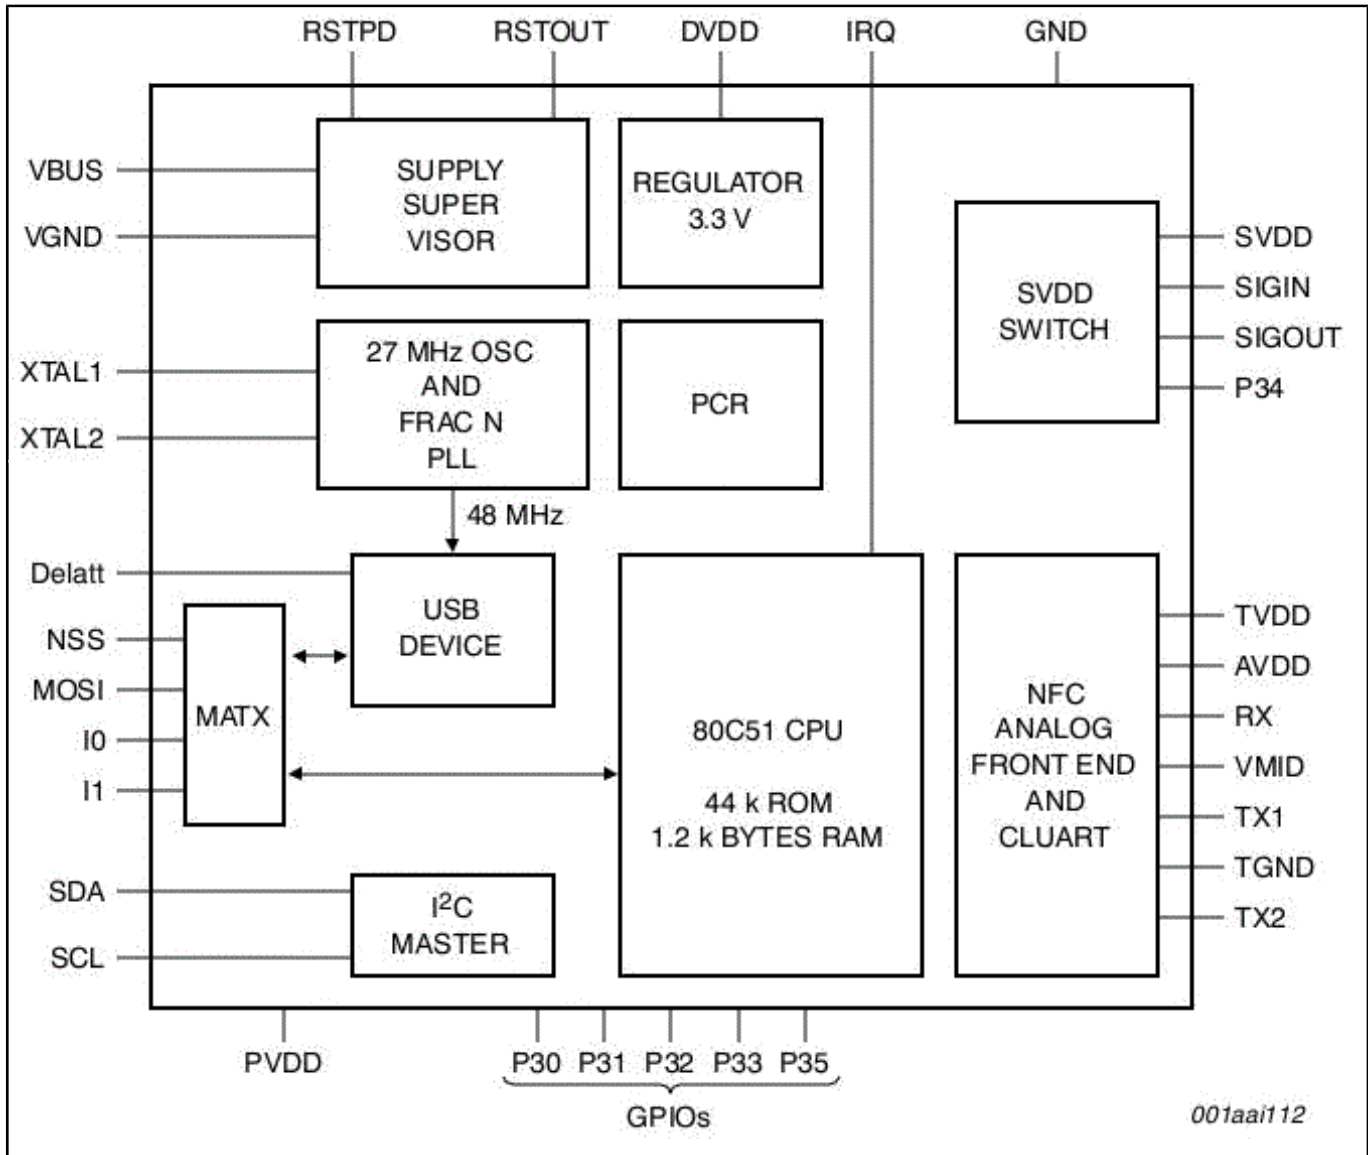 RSTPD RSTOUT DVDD IRQ GND
VBUS
VGND
SUPPLY
SUPER
VISOR
REGULATOR
3.3 V
SVDD
SWITCH
SVDD
SIGIN
SIGOUT
P34
XTAL1
XTAL2
27 MHz OSC
AND
FRAC N
PLL
PCR
48 MHz
Delatt
NSS
MOSI
I0
I1
MATX
USB
DEVICE
80C51 CPU
44 k ROM
1.2 k BYTES RAM
NFC
ANALOG
FRONT END
AND
CLUART
TVDD
AVDD
RX
VMID
TX1
TGND
TX2
SDA
SCL
I²C
MASTER
PVDD
P30 P31 P32 P33 P35
GPIOs
001aai112